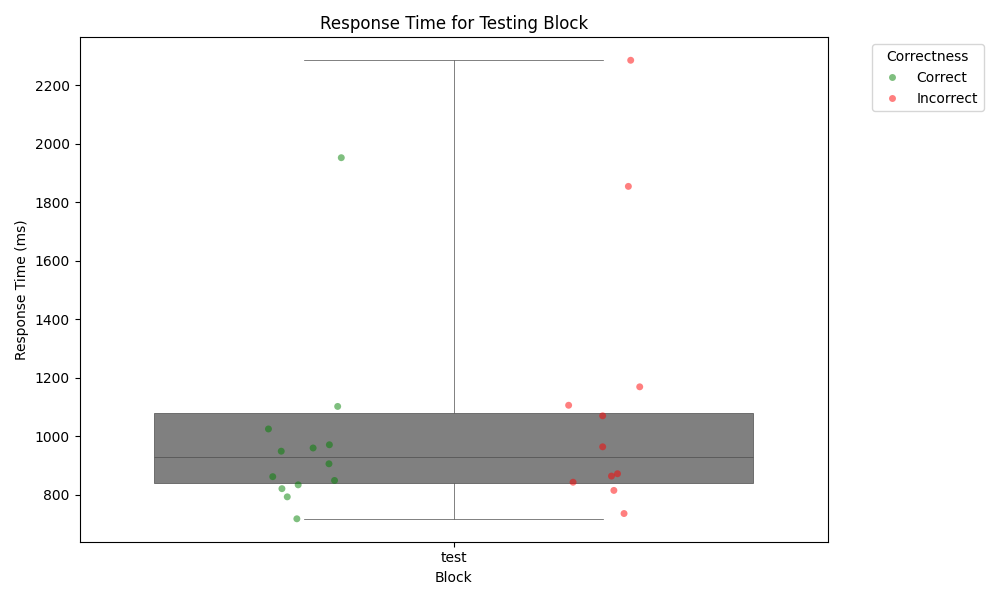 Response Time for Testing Block
Correctness
Correct
Incorrect
Response Time (ms)
2200
2000
1800
1600
1400
1200
1000
800
test
Block